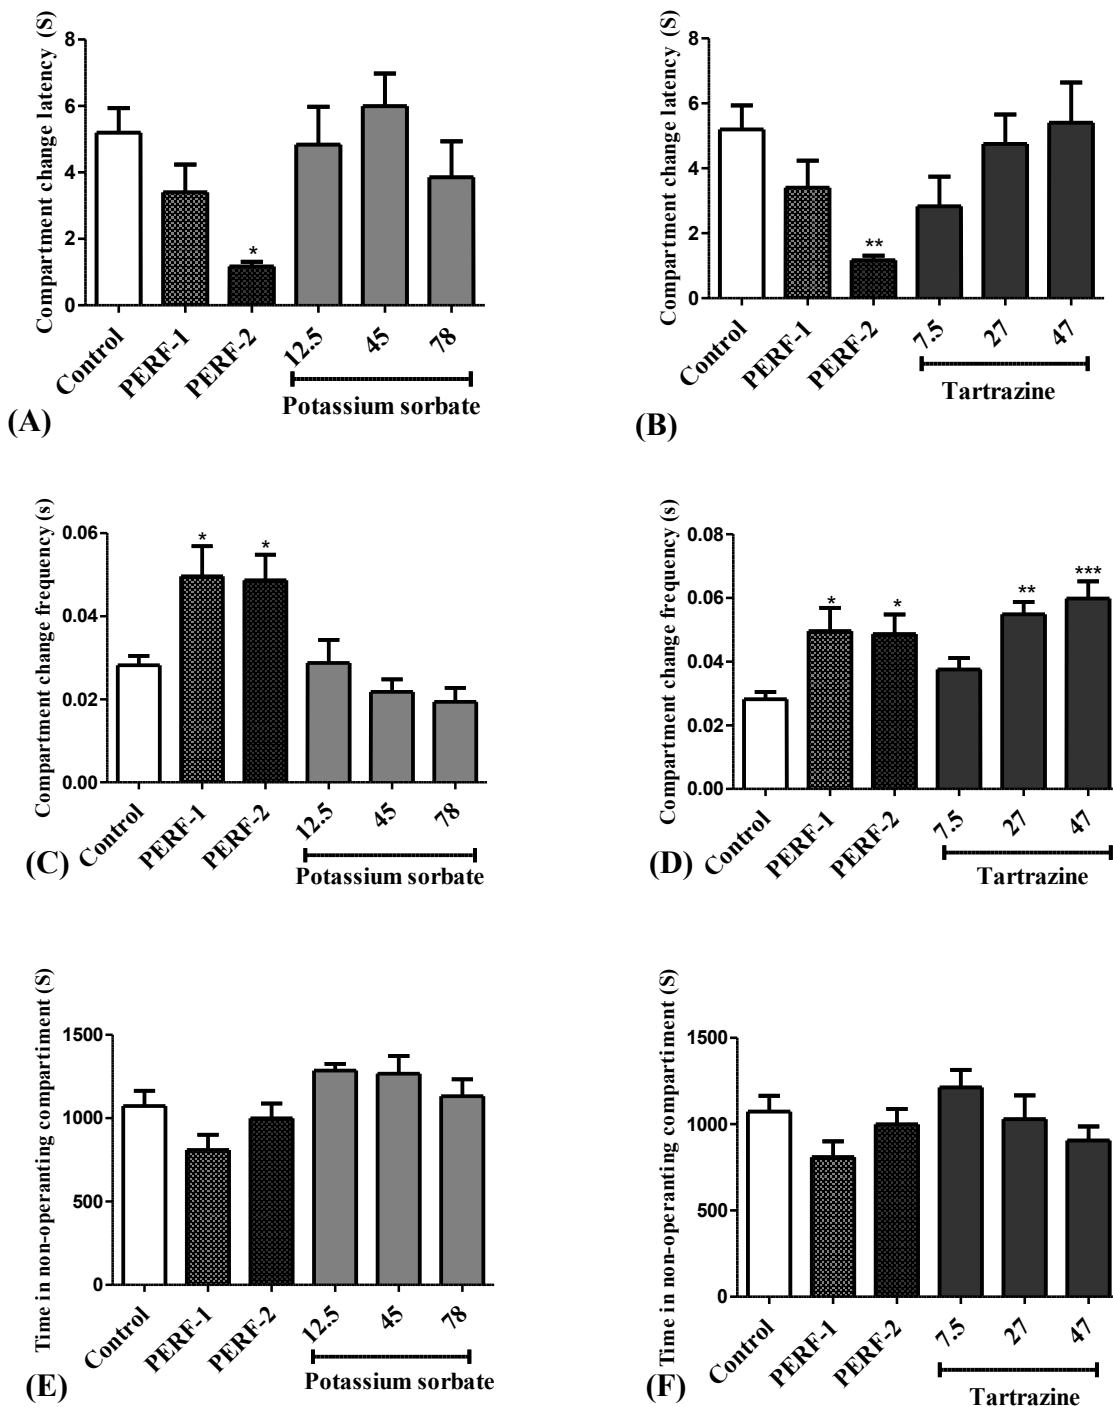 Compartment change latency (S)
8
6
4
2
0
*
Control
PERF-1
PERF-2
12.5
45
78
Potassium sorbate
(A)
Compartment change latency (S)
8
6
4
2
0
**
Control
PERF-1
PERF-2
7.5
27
47
Tartrazine
(B)
Compartment change frequency (s)
0.06
0.04
0.02
0.00
*
*
Control
PERF-1
PERF-2
12.5
45
78
Potassium sorbate
(C)
Compartment change frequency (s)
0.08
0.06
0.04
0.02
0.00
*
*
**
***
Control
PERF-1
PERF-2
7.5
27
47
Tartrazine
(D)
Time in non-operanting compartiment (S)
1500
1000
500
0
Control
PERF-1
PERF-2
12.5
45
78
Potassium sorbate
(E)
Time in non-operanting compartiment (S)
1500
1000
500
0
Control
PERF-1
PERF-2
7.5
27
47
Tartrazine
(F)